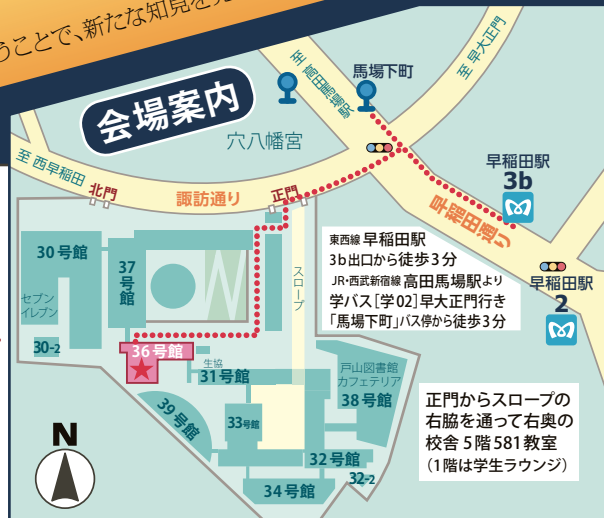 うことで、新たな知見を
会場案内
至 高田馬場駅
馬場下町
至 早大正門
穴八幡宮
至 西早稲田
北門
諏訪通り
正門
早稲田駅
3b
早稲田通り
東西線 早稲田駅
3b出口から徒歩3分
JR・西武新宿線 高田馬場駅より
学バス[学02]早大正門行き
「馬場下町」バス停から徒歩3分
早稲田駅
2
30号館
37号館
スロープ
セブン
イレブン
30-2
36号館
生協
31号館
戸山図書館
カフェテリア
38号館
39号館
33号館
32号館
32-2
34号館
正門からスロープの
右脇を通って右奥の
校舎5階581教室
(1階は学生ラウンジ)
N